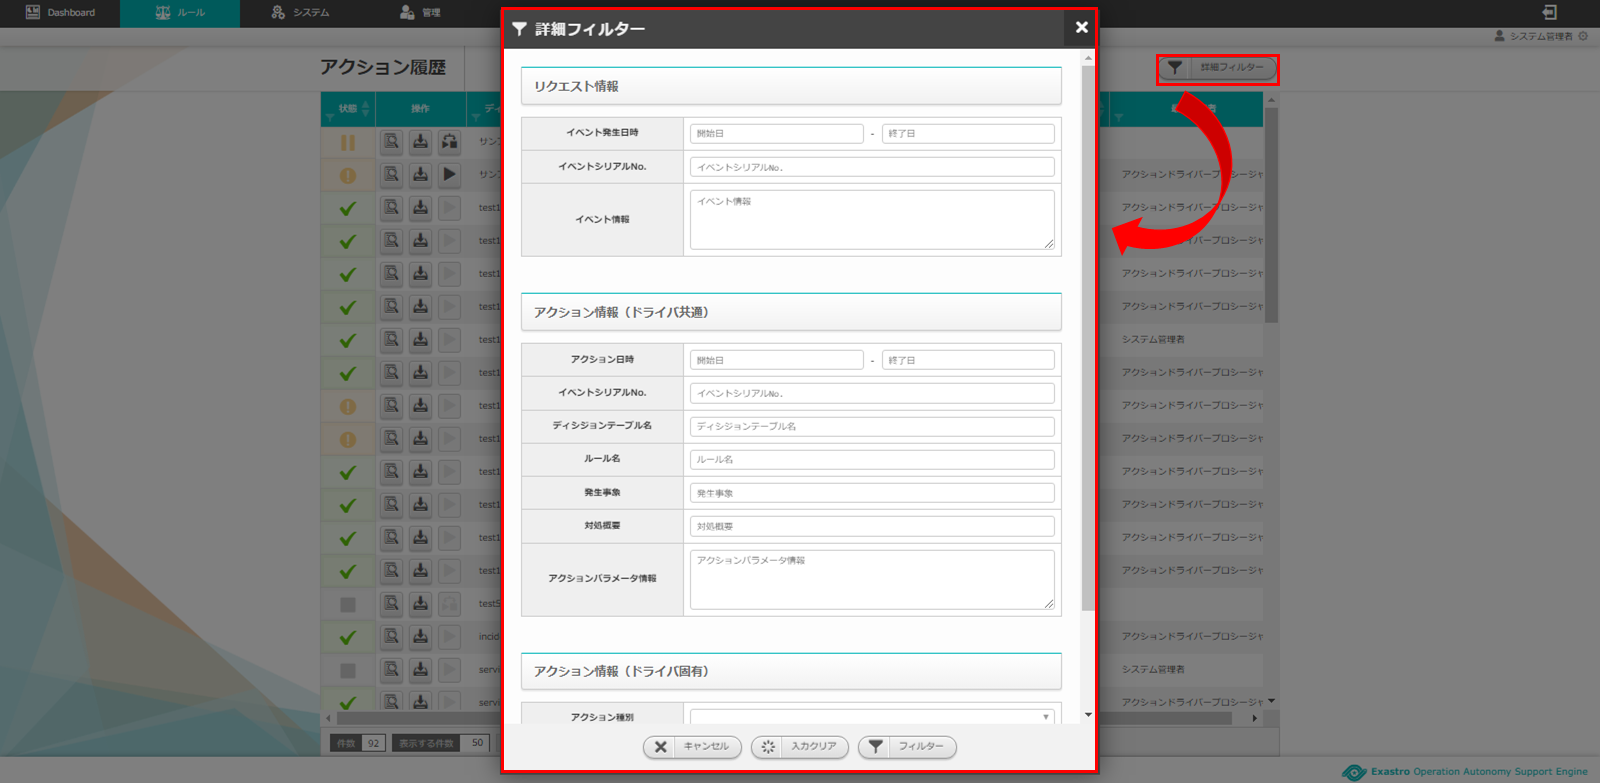 Dashboard
ルール
システム
管理
システム管理者
アクション履歴
詳細フィルター
状態
操作
ディ
サン
サン
test1
test1
test1
test1
test1
test1
test1
test1
test1
test1
test1
test1
test5
incid
servi
servi
アクションドライバープロシージャ
アクションドライバープロシージャ
アクションドライバープロシージャ
アクションドライバープロシージャ
アクションドライバープロシージャ
システム管理者
アクションドライバープロシージャ
アクションドライバープロシージャ
アクションドライバープロシージャ
アクションドライバープロシージャ
アクションドライバープロシージャ
アクションドライバープロシージャ
アクションドライバープロシージャ
アクションドライバープロシージャ
システム管理者
アクションドライバープロシージャ
件数 92 表示する件数 50
詳細フィルター
リクエスト情報
イベント発生日時 開始日 - 終了日
イベントシリアルNo. イベントシリアルNo.
イベント情報 イベント情報
アクション情報（ドライバ共通）
アクション日時 開始日 - 終了日
イベントシリアルNo. イベントシリアルNo.
ディシジョンテーブル名 ディシジョンテーブル名
ルール名 ルール名
発生事象 発生事象
対処概要 対処概要
アクションパラメータ情報 アクションパラメータ情報
アクション情報（ドライバ固有）
アクション種別
キャンセル 入力クリア フィルター
Exastro Operation Autonomy Support Engine